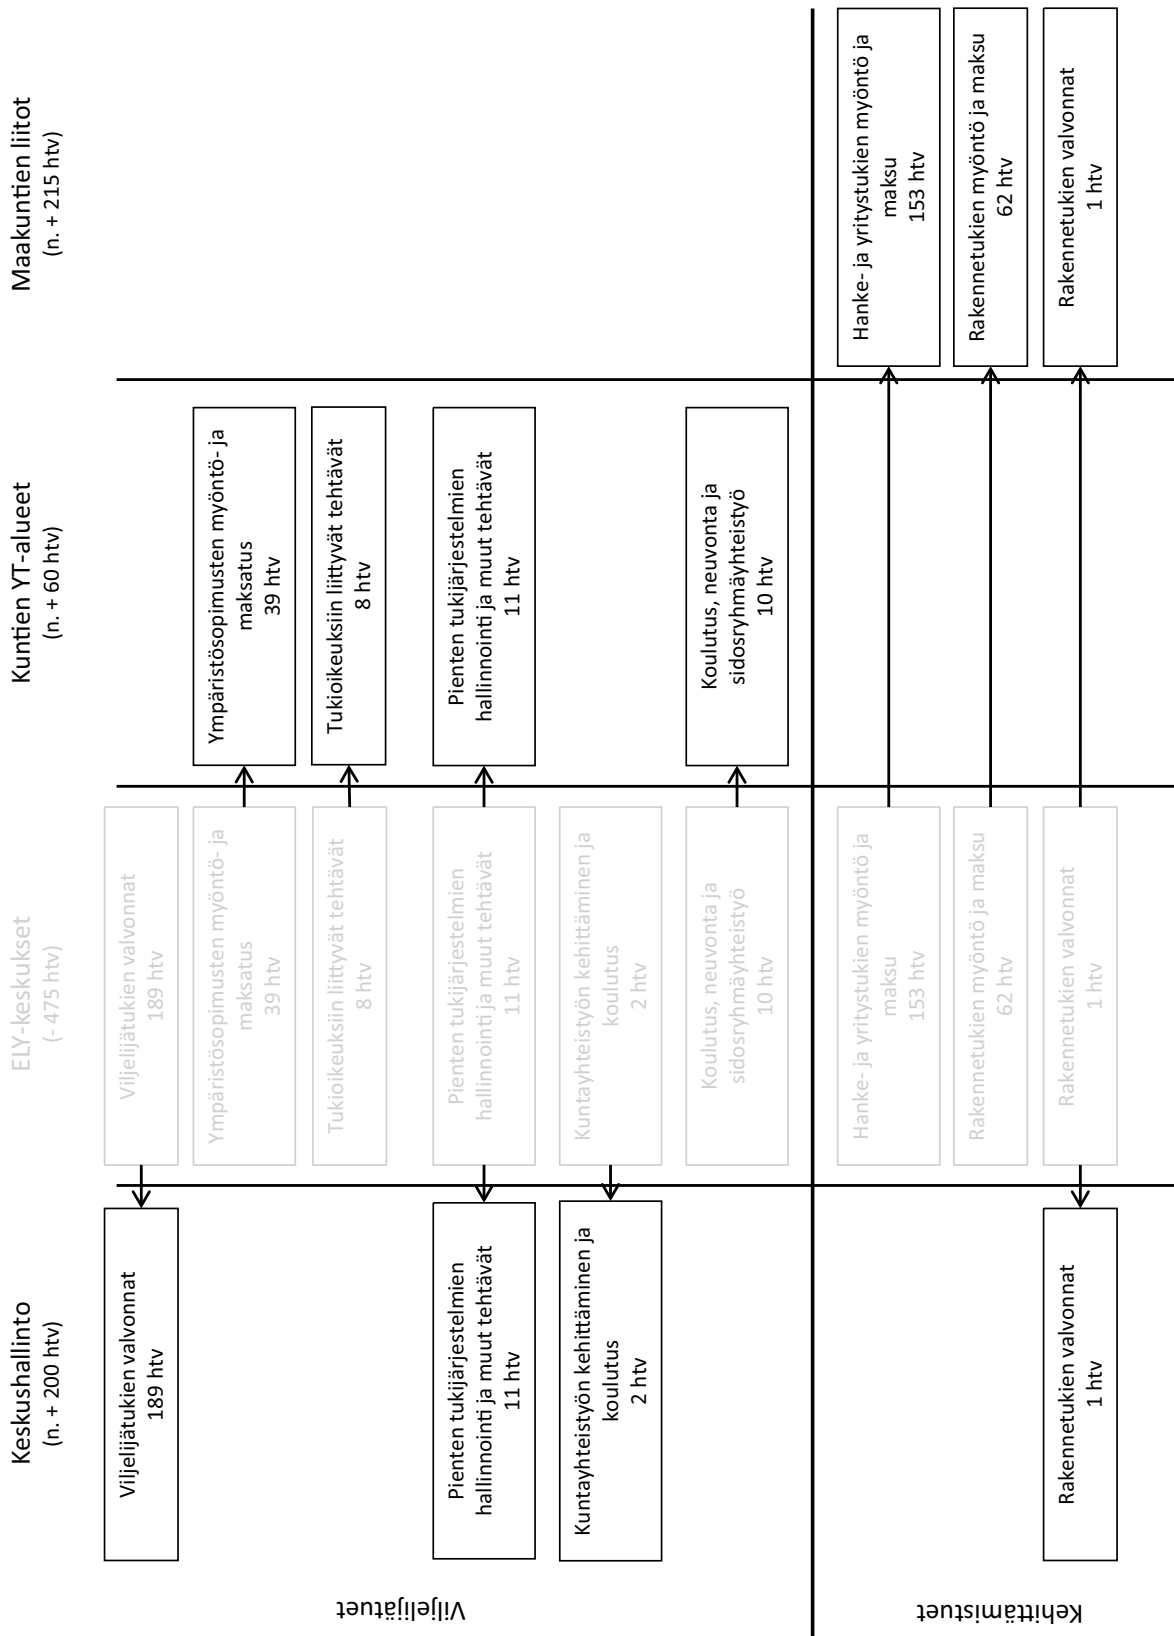 Keskushallinto
(n. + 200 htv)
ELY-keskukset
(- 475 htv)
Kuntien YT-alueet
(n. + 60 htv)
Maakuntien liitot
(n. + 215 htv)
Viljelijätuet
Viljelijätukien valvonnat
189 htv
Pienten tukijärjestelmien
hallinnointi ja muut tehtävät
11 htv
Kuntayhteistyön kehittäminen ja
koulutus
2 htv
Viljelijätukien valvonnat
189 htv
Ympäristösopimusten myöntö- ja
maksatus
39 htv
Tukioikeuksiin liittyvät tehtävät
8 htv
Pienten tukijärjestelmien
hallinnointi ja muut tehtävät
11 htv
Kuntayhteistyön kehittäminen ja
koulutus
2 htv
Koulutus, neuvonta ja
sidosryhmäyhteistyö
10 htv
Ympäristösopimusten myöntö- ja
maksatus
39 htv
Tukioikeuksiin liittyvät tehtävät
8 htv
Pienten tukijärjestelmien
hallinnointi ja muut tehtävät
11 htv
Koulutus, neuvonta ja
sidosryhmäyhteistyö
10 htv
Kehittämistuet
Rakennetukien valvonnat
1 htv
Hanke- ja yritystukien myöntö ja
maksu
153 htv
Rakennetukien myöntö ja maksu
62 htv
Rakennetukien valvonnat
1 htv
Hanke- ja yritystukien myöntö ja
maksu
153 htv
Rakennetukien myöntö ja maksu
62 htv
Rakennetukien valvonnat
1 htv